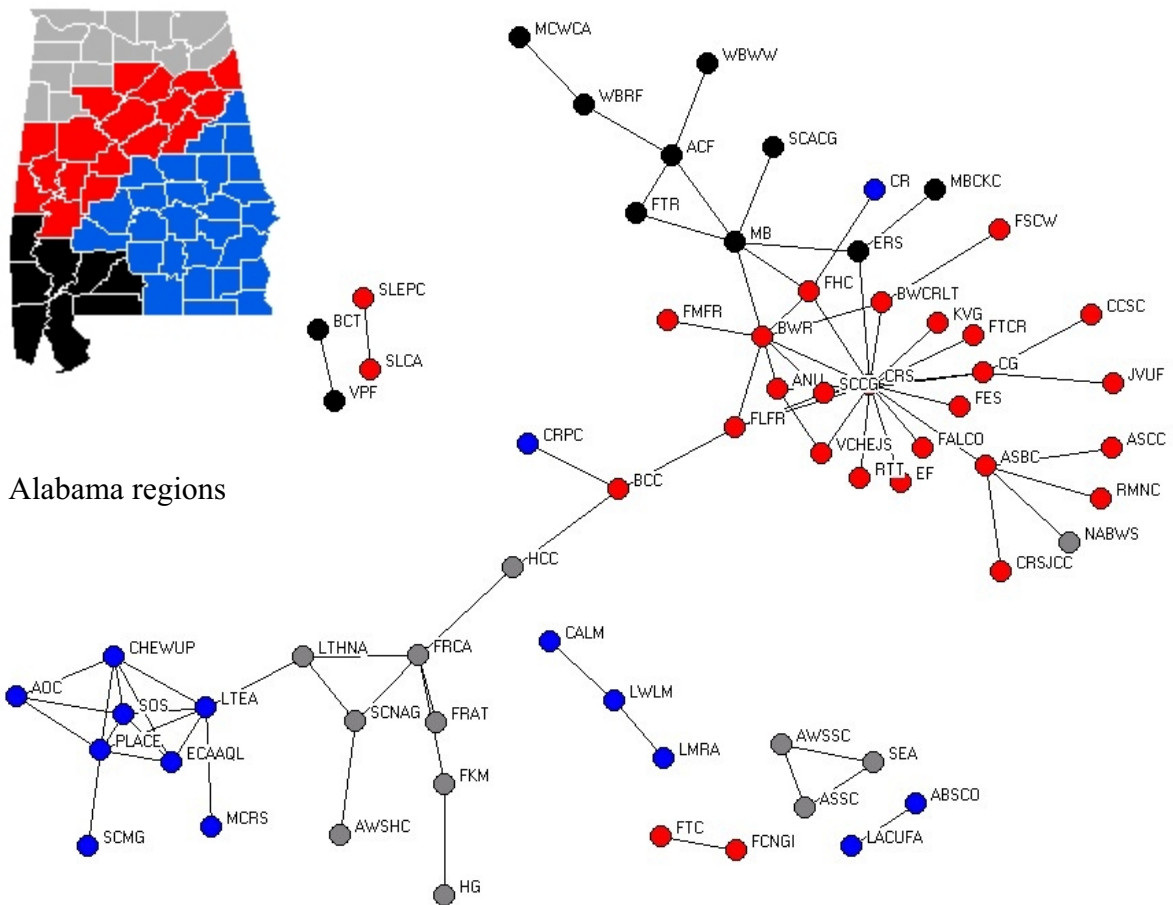 MCWCA
WBWW
WBRF
ACF
SCACG
CR
MBCKC
FTR
FSCW
MB
ERS
SLEPC
FHC
BWCRLT
BCT
FMFR
KVG
CCSC
BWR
FTCR
SLCA
ANU
SCCG
CRS
CG
JVUF
VPF
FES
FLFR
CRPC
VCHEJS
FALCO
ASBC
ASCC
BCC
RTT
EF
RMNC
Alabama regions
NABWS
HCC
CRSJCC
CHEWUP
LTHNA
FRCA
CALM
AOC
SOS
LTEA
LWLM
SCNAG
FRAT
PLACE
ECAAQL
AWSSC
LMRA
SEA
FKM
ASSC
ABSCO
MCRS
AWSHC
SCMG
FTC
FCNGI
LACUFA
HG